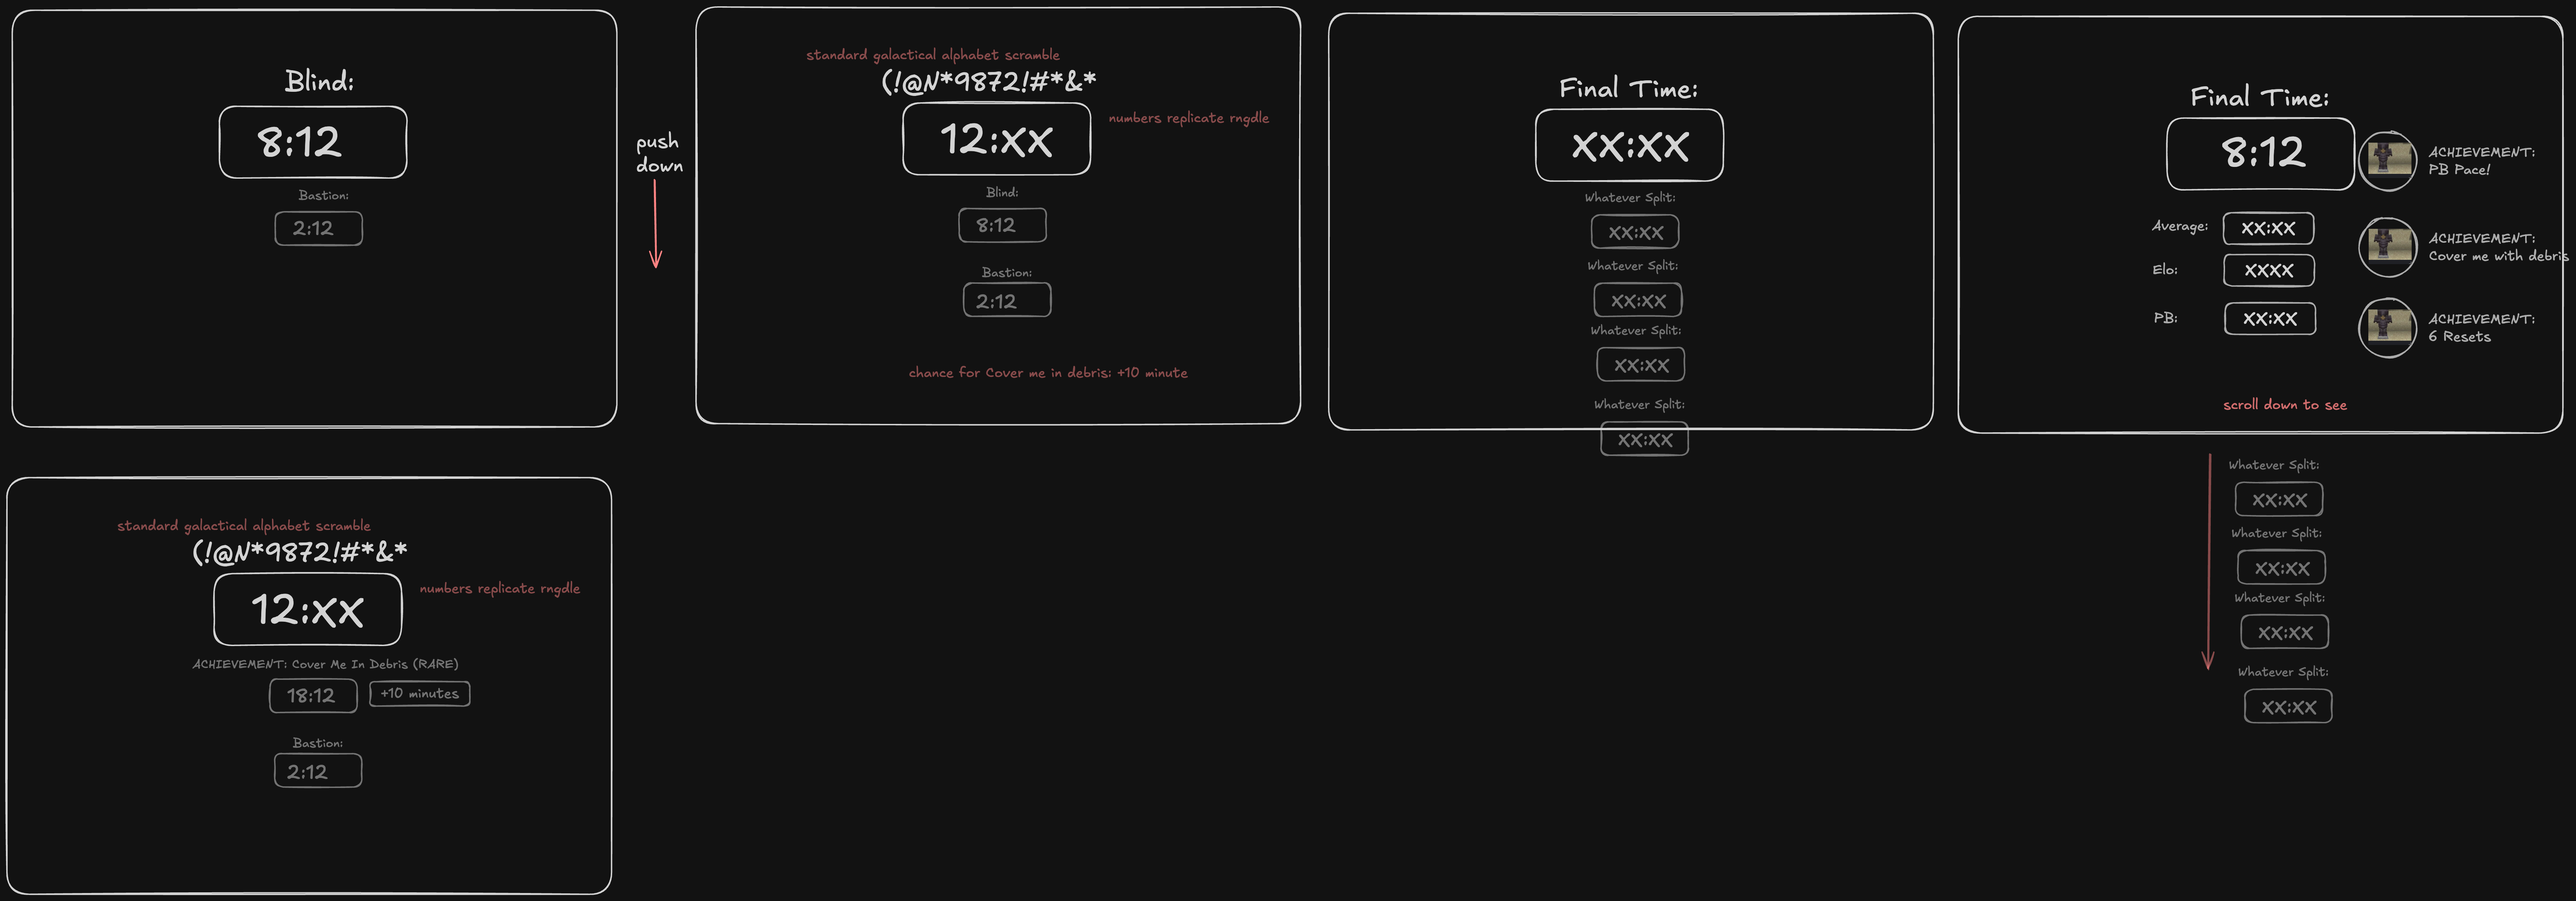 Blind:
8:12
Bastion:
2:12
push
down
standard galactical alphabet scramble
(!@N*9872!#*&*
12:xx
numbers replicate rngdle
Blind:
8:12
Bastion:
2:12
chance for Cover me in debris: +10 minute
Final Time:
xx:xx
Whatever Split:
xx:xx
Whatever Split:
xx:xx
Whatever Split:
xx:xx
Whatever Split:
xx:xx
Final Time:
8:12
ACHIEVEMENT:
PB Pace!
Average:
xx:xx
ACHIEVEMENT:
Cover me with debris
Elo:
xxxx
PB:
xx:xx
ACHIEVEMENT:
6 Resets
scroll down to see
Whatever Split:
xx:xx
Whatever Split:
xx:xx
Whatever Split:
xx:xx
Whatever Split:
xx:xx
standard galactical alphabet scramble
(!@N*9872!#*&*
12:xx
numbers replicate rngdle
ACHIEVEMENT: Cover Me In Debris (RARE)
18:12
+10 minutes
Bastion:
2:12